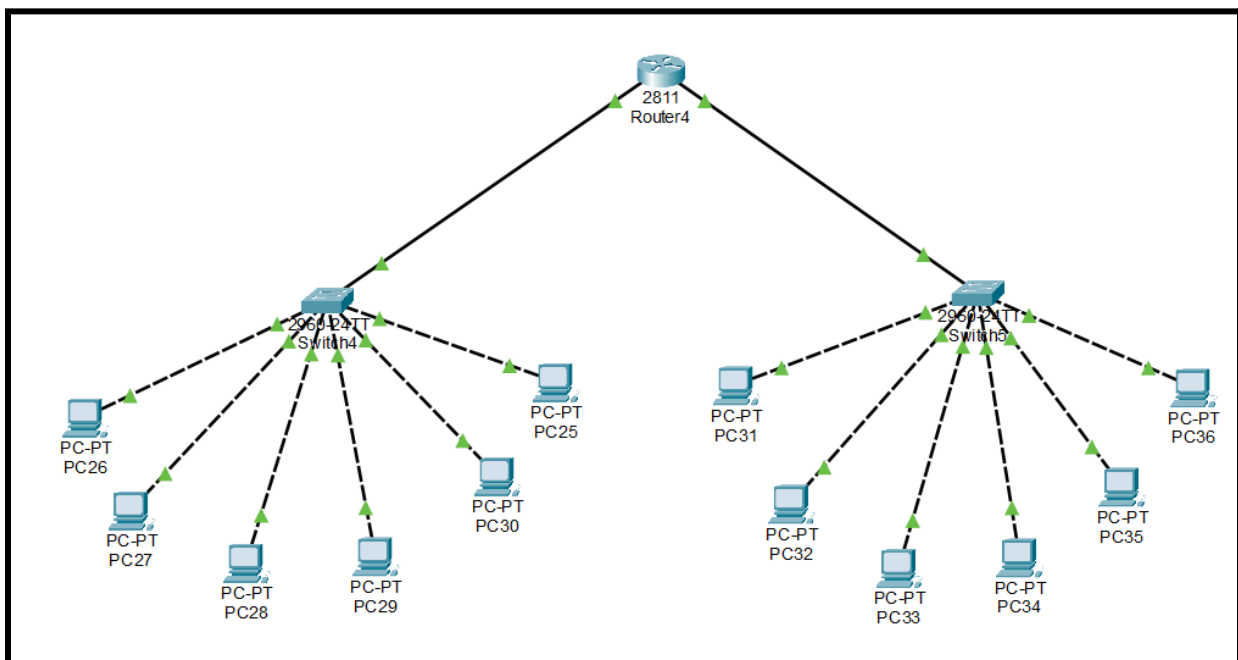 2811
Router4
2960-24TT
Switch4
2960-24TT
Switch5
PC-PT
PC25
PC-PT
PC26
PC-PT
PC27
PC-PT
PC28
PC-PT
PC29
PC-PT
PC30
PC-PT
PC31
PC-PT
PC32
PC-PT
PC33
PC-PT
PC34
PC-PT
PC35
PC-PT
PC36